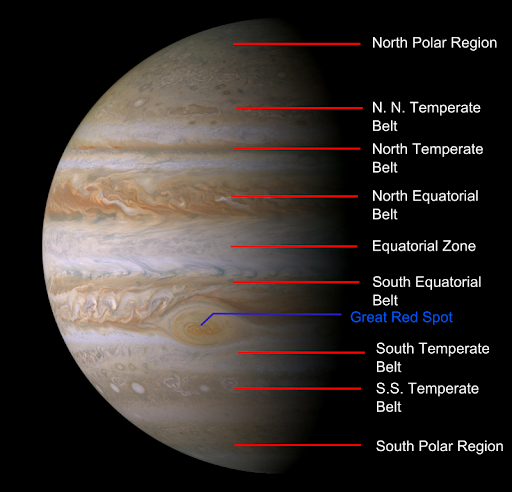 North Polar Region
N. N. Temperate
Belt
North Temperate
Belt
North Equatorial
Belt
Equatorial Zone
South Equatorial
Belt
Great Red Spot
South Temperate
Belt
S.S. Temperate
Belt
South Polar Region